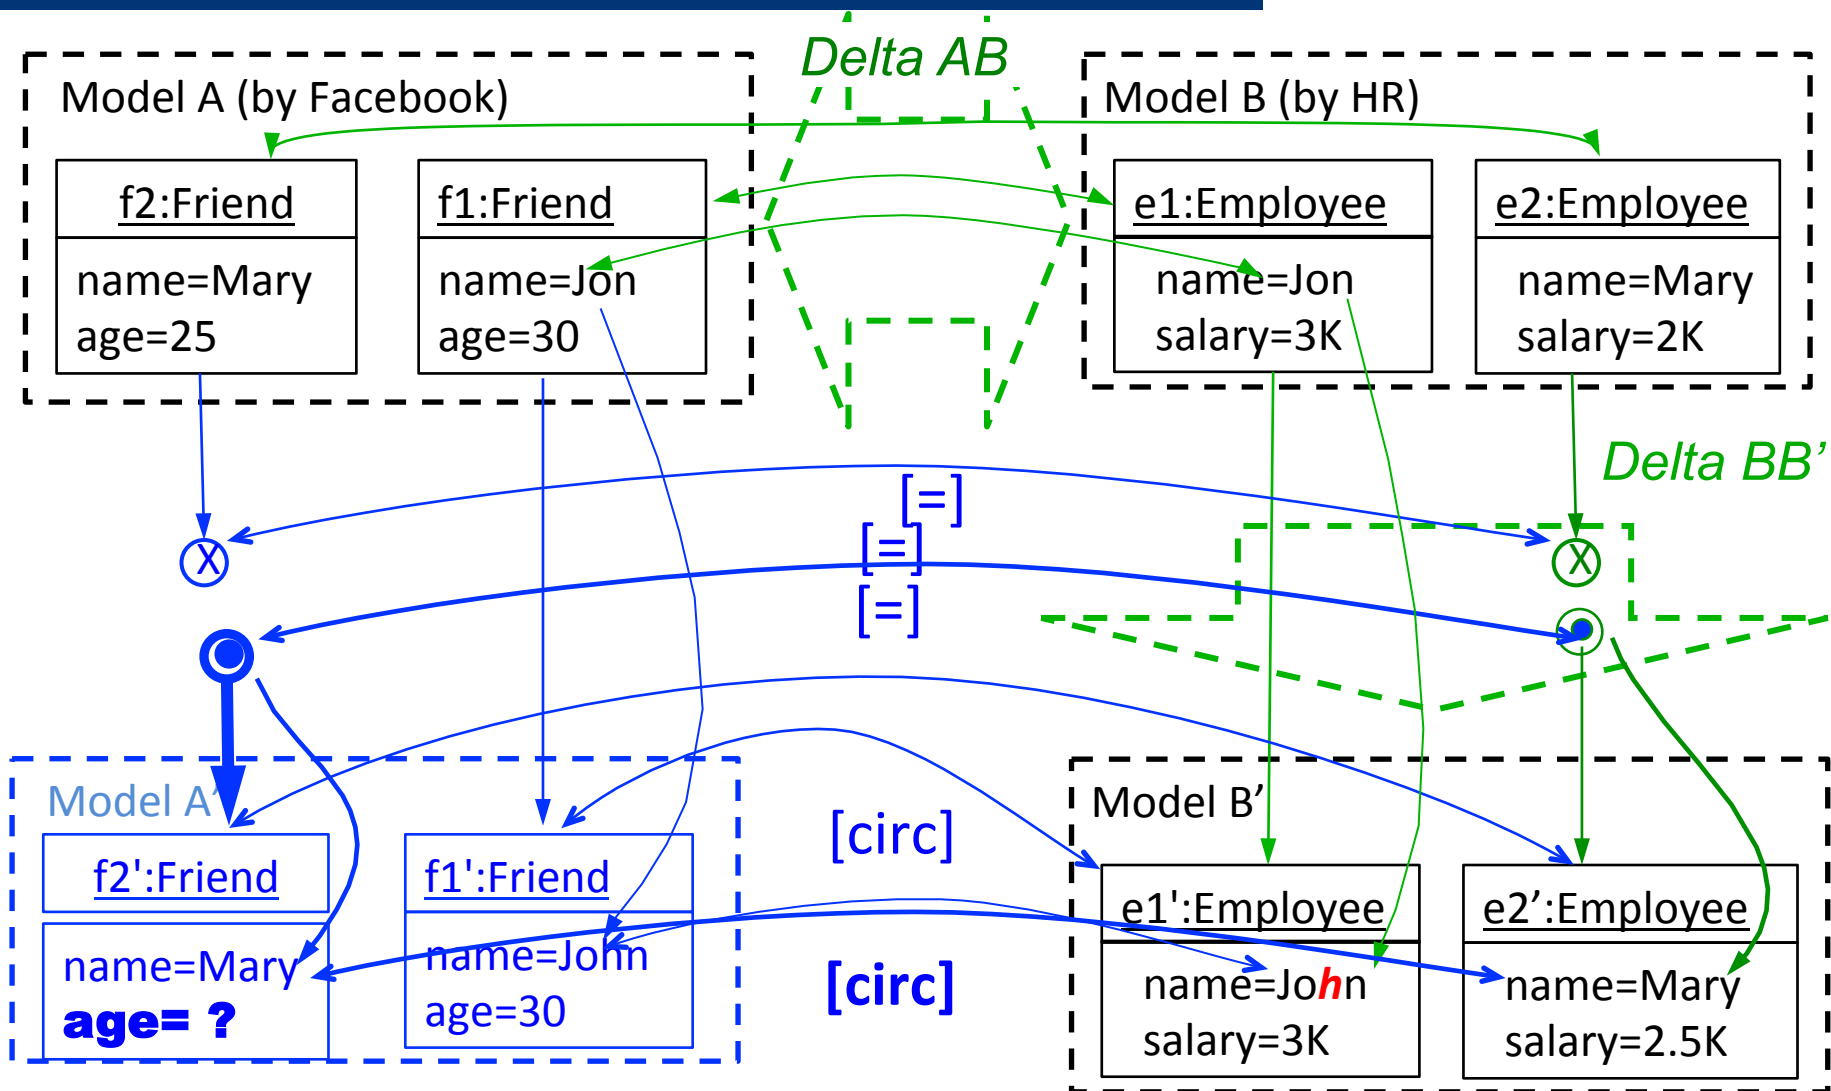 Delta AB
Model A (by Facebook)
Model B (by HR)
f2:Friend
name=Mary
age=25
f1:Friend
name=Jon
age=30
e1:Employee
name=Jon
salary=3K
e2:Employee
name=Mary
salary=2K
Delta BB’
[=]
[=]
[=]
X
X
Model A’
Model B’
f2':Friend
name=Mary
age= ?
f1':Friend
name=John
age=30
[circ]
[circ]
e1':Employee
name=John
salary=3K
e2’:Employee
name=Mary
salary=2.5K